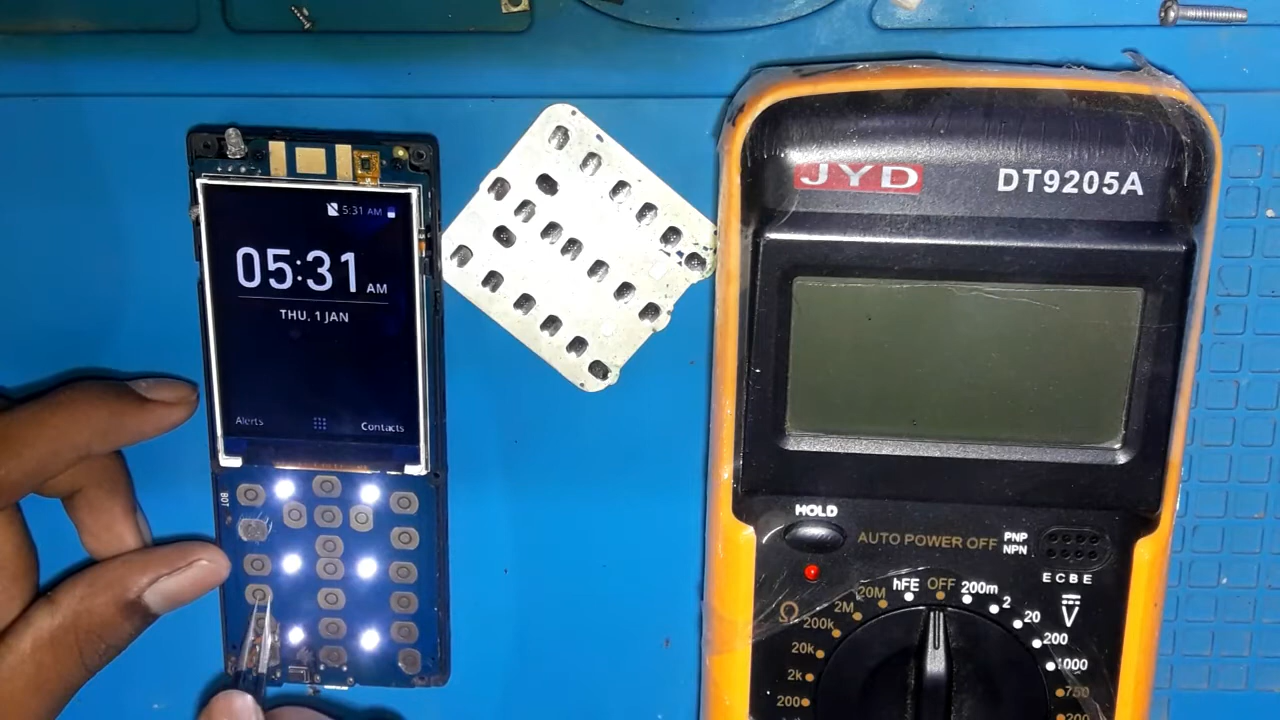 5:31 AM
05:31 AM
THU, 1 JAN
Alerts
Contacts
BOT
JYD
DT9205A
HOLD
AUTO POWER OFF
PNP
NPN
E C B E
hFE
OFF
200m
2
20
200
1000
750
Ω
20M
2M
200k
20k
2k
200
V